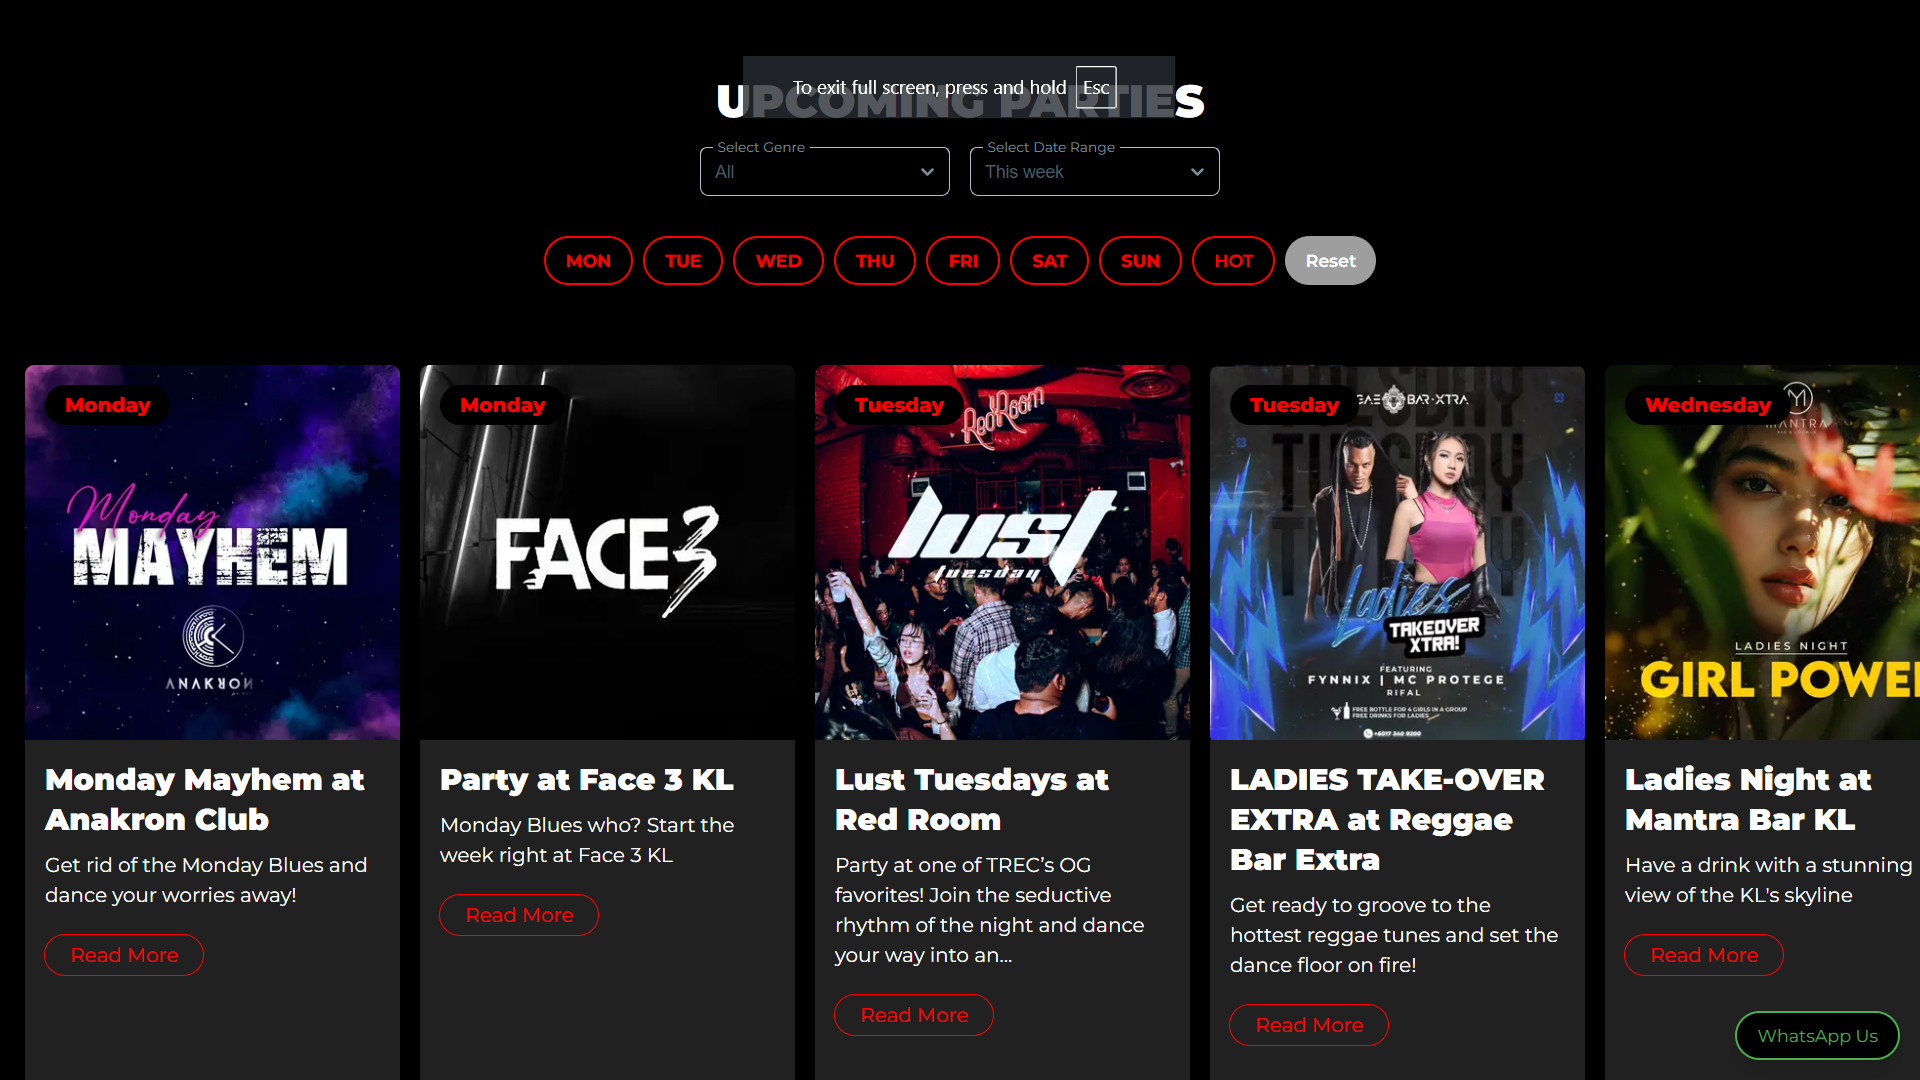 To exit full screen, press and hold Esc
UPCOMING PARTIES
Select Genre
All
Select Date Range
This week
MON
TUE
WED
THU
FRI
SAT
SUN
HOT
Reset
Monday
Monday
MAYHEM
ANAKRON
Monday Mayhem at
Anakron Club
Get rid of the Monday Blues and
dance your worries away!
Read More
Monday
FACE 3
Party at Face 3 KL
Monday Blues who? Start the
week right at Face 3 KL
Read More
Tuesday
RedRoom
lust
tuesday
Lust Tuesdays at
Red Room
Party at one of TREC’s OG
favorites! Join the seductive
rhythm of the night and dance
your way into an...
Read More
Tuesday
GAE BAR·XTRA
TUESDAY
TUESDAY
TUESDAY
Ladies
TAKEOVER
XTRA!
FEATURING
FYNNIX | MC PROTEGE
RIFAL
FREE BOTTLE FOR 4 GIRLS IN A GROUP
FREE DRINKS FOR LADIES
+6017 340 9200
LADIES TAKE-OVER
EXTRA at Reggae
Bar Extra
Get ready to groove to the
hottest reggae tunes and set the
dance floor on fire!
Read More
Wednesday
MANTRA
LADIES NIGHT
GIRL POWE
Ladies Night at
Mantra Bar KL
Have a drink with a stunning
view of the KL's skyline
Read More
WhatsApp Us